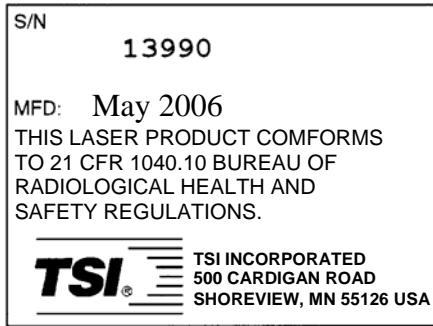 S/N
13990
MFD: May 2006
THIS LASER PRODUCT COMFORMS
TO 21 CFR 1040.10 BUREAU OF
RADIOLOGICAL HEALTH AND
SAFETY REGULATIONS.
TSI®
TSI INCORPORATED
500 CARDIGAN ROAD
SHOREVIEW, MN 55126 USA